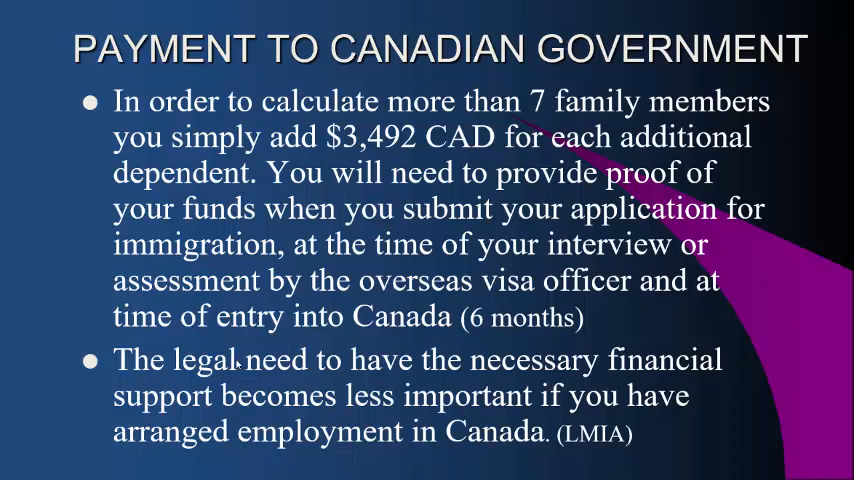 PAYMENT TO CANADIAN GOVERNMENT
In order to calculate more than 7 family members
you simply add $3,492 CAD for each additional
dependent. You will need to provide proof of
your funds when you submit your application for
immigration, at the time of your interview or
assessment by the overseas visa officer and at
time of entry into Canada (6 months)
The legal need to have the necessary financial
support becomes less important if you have
arranged employment in Canada. (LMIA)